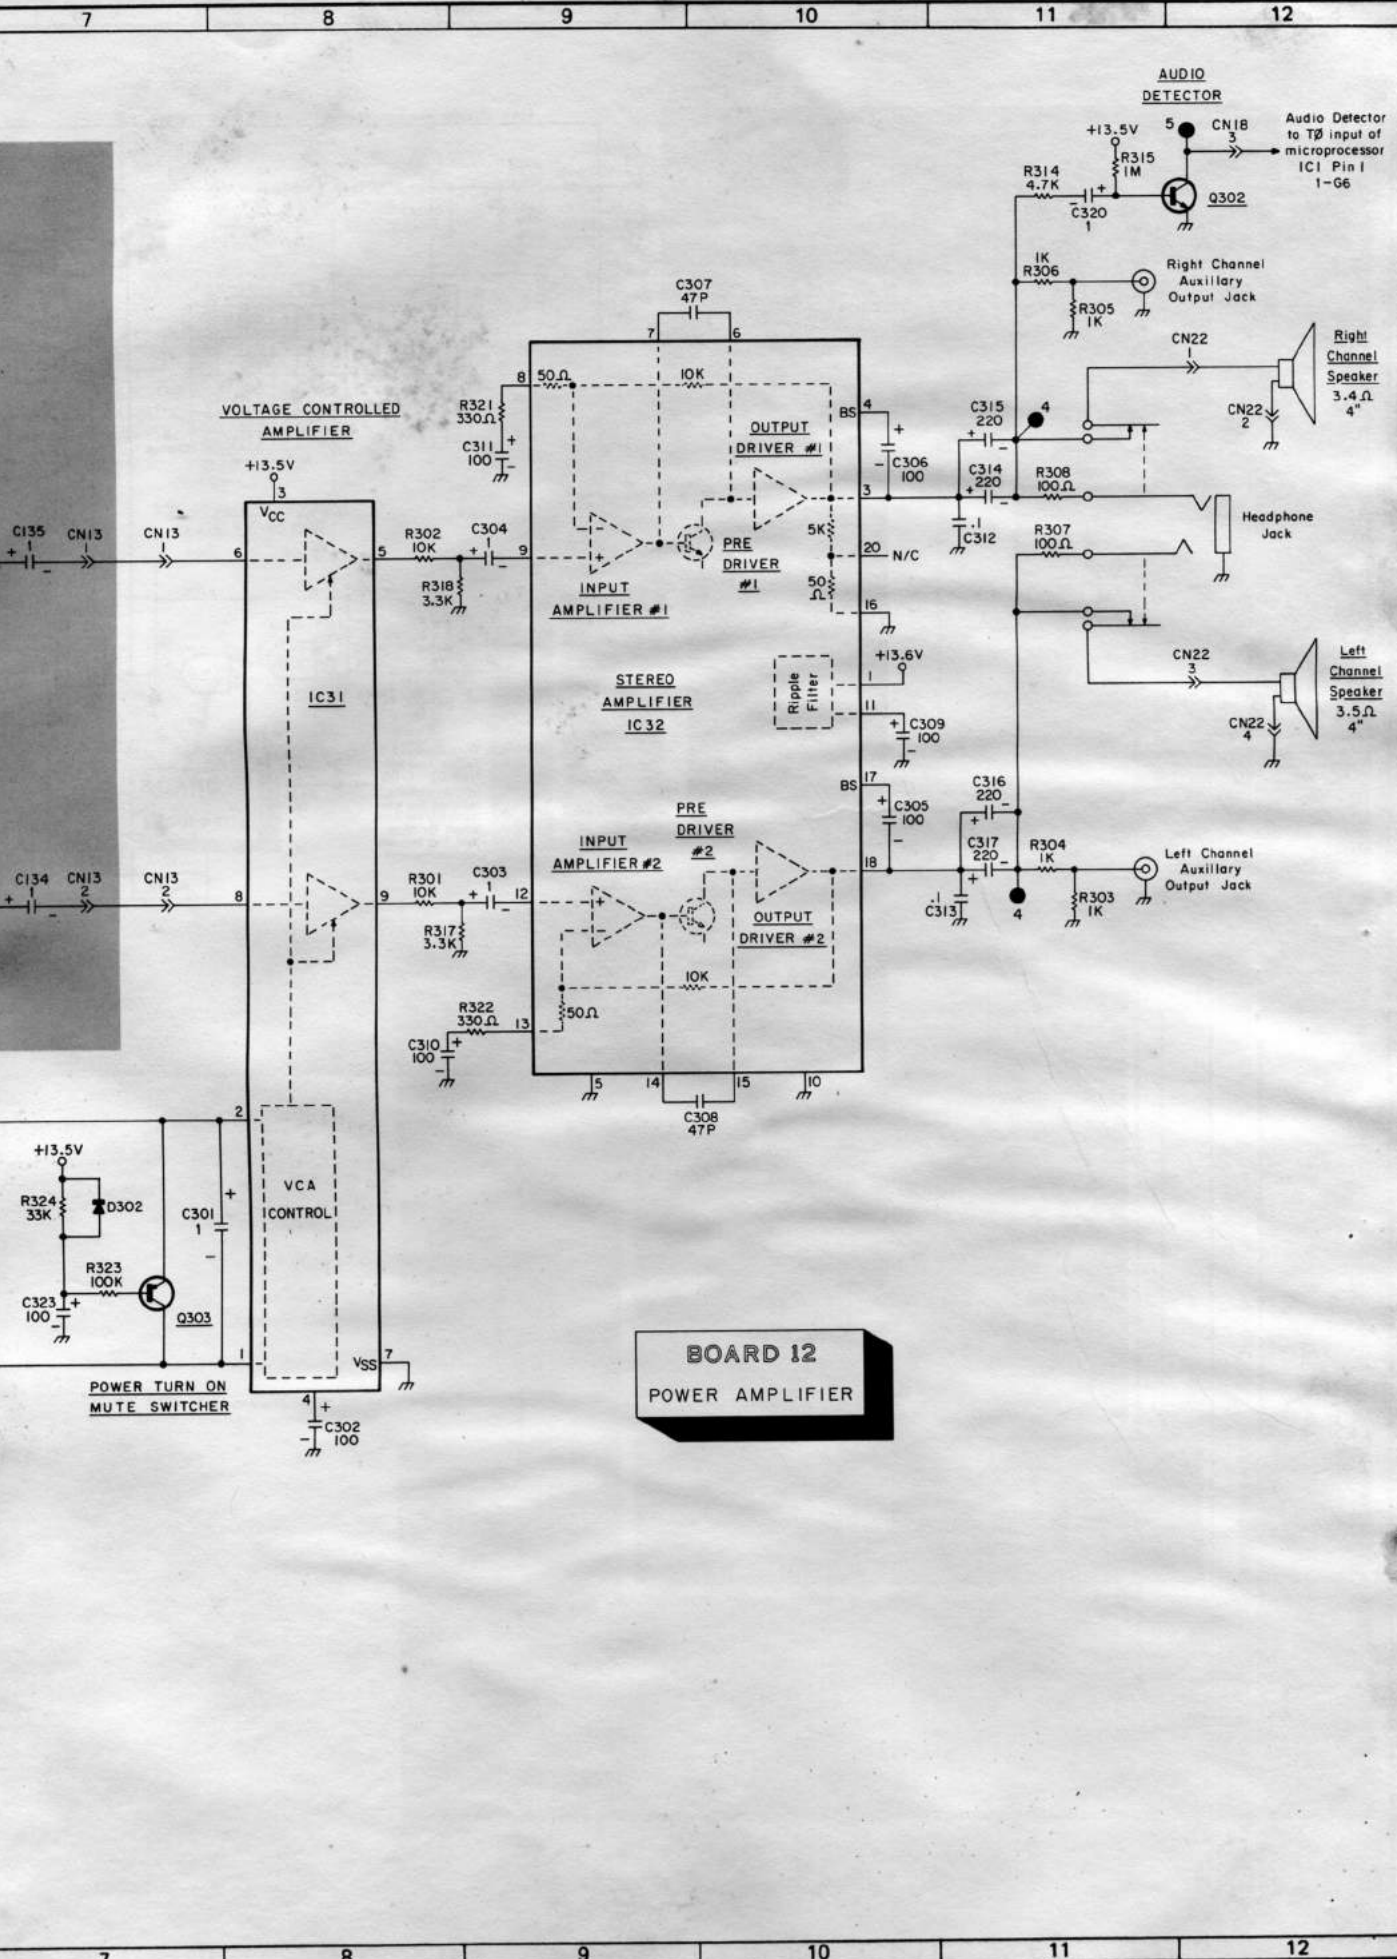 7 8 9 10 11 12
AUDIO
DETECTOR
+13.5V
5
CN18
3
Audio Detector
to TØ input of
microprocessor
IC1 Pin 1
1-G6
R315
1M
R314
4.7K
+
-
C320
1
Q302
1K
R306
R305
1K
Right Channel
Auxillary
Output Jack
C307
47P
7
6
CN22
1
Right
Channel
Speaker
3.4Ω
4"
CN22
2
8
50Ω
10K
R321
330Ω
C311
100
+
-
BS
4
+
-
C306
100
C315
220
+
-
4
OUTPUT
DRIVER #1
VOLTAGE CONTROLLED
AMPLIFIER
+13.5V
3
VCC
C314
220
+
-
3
R308
100Ω
.1
C312
Headphone
Jack
R307
100Ω
C135
1
+
-
CN13
1
CN13
1
6
5
R302
10K
C304
1
+
-
9
R318
3.3K
-
+
INPUT
AMPLIFIER #1
PRE
DRIVER
#1
5K
20
N/C
50
Ω
16
+13.6V
1
Ripple
Filter
11
+
-
C309
100
IC31
STEREO
AMPLIFIER
IC32
CN22
3
Left
Channel
Speaker
3.5Ω
4"
CN22
4
BS
17
+
-
C305
100
C316
220
+
-
PRE
DRIVER
#2
INPUT
AMPLIFIER #2
C317
220
+
-
18
R304
1K
R303
1K
.1
C313
4
Left Channel
Auxillary
Output Jack
C134
1
+
-
CN13
2
CN13
2
8
9
R301
10K
C303
1
+
-
12
R317
3.3K
+
-
OUTPUT
DRIVER #2
10K
50Ω
R322
330Ω
13
C310
100
+
-
5
14
15
10
C308
47P
2
+13.5V
R324
33K
D302
C301
1
+
-
VCA
CONTROL
R323
100K
C323
100
+
-
Q303
1
VSS
7
POWER TURN ON
MUTE SWITCHER
4
+
-
C302
100
BOARD 12
POWER AMPLIFIER
7 8 9 10 11 12